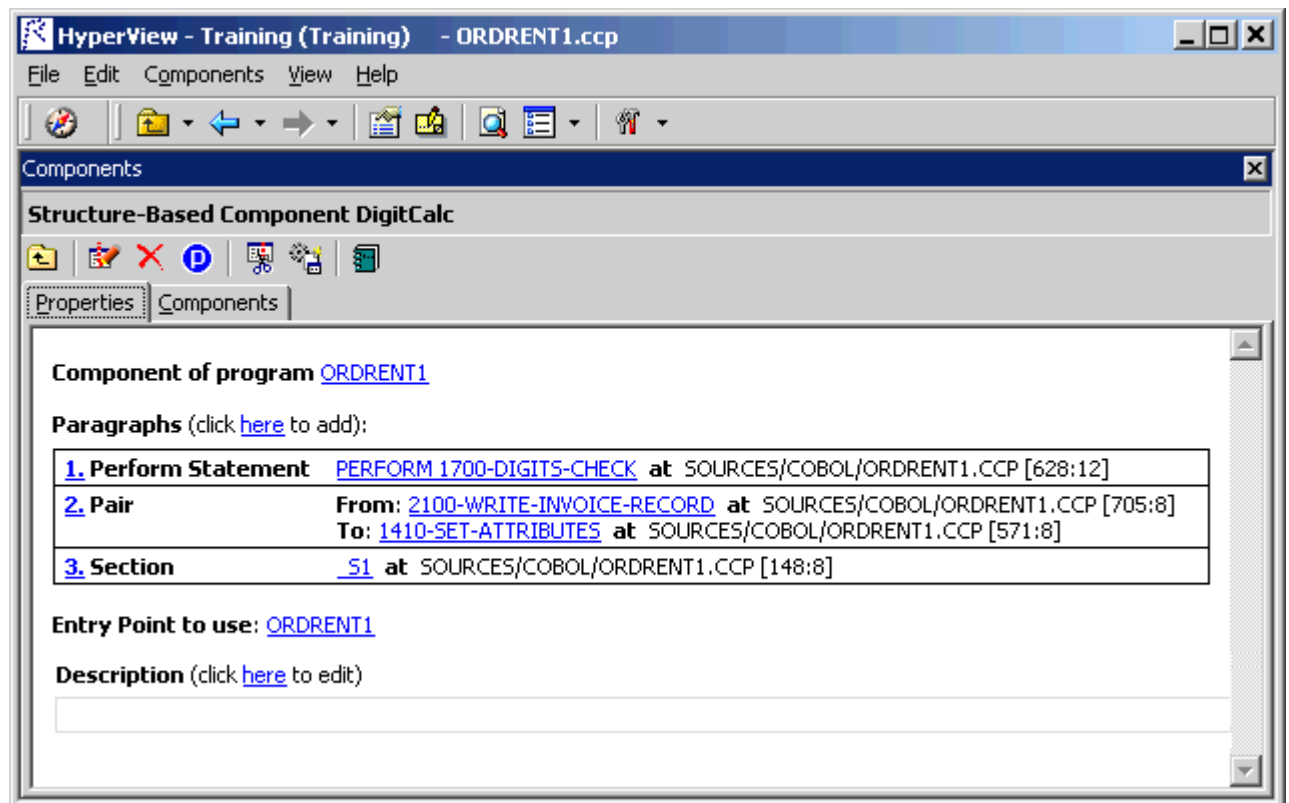 HyperView - Training (Training) - ORDRENT1.ccp
File Edit Components View Help
Components
Structure-Based Component DigitCalc
P
Properties Components
Component of program ORDRENT1
Paragraphs (click here to add):
1. Perform Statement PERFORM 1700-DIGITS-CHECK at SOURCES/COBOL/ORDRENT1.CCP [628:12]
2. Pair From: 2100-WRITE-INVOICE-RECORD at SOURCES/COBOL/ORDRENT1.CCP [705:8]
To: 1410-SET-ATTRIBUTES at SOURCES/COBOL/ORDRENT1.CCP [571:8]
3. Section _S1 at SOURCES/COBOL/ORDRENT1.CCP [148:8]
Entry Point to use: ORDRENT1
Description (click here to edit)